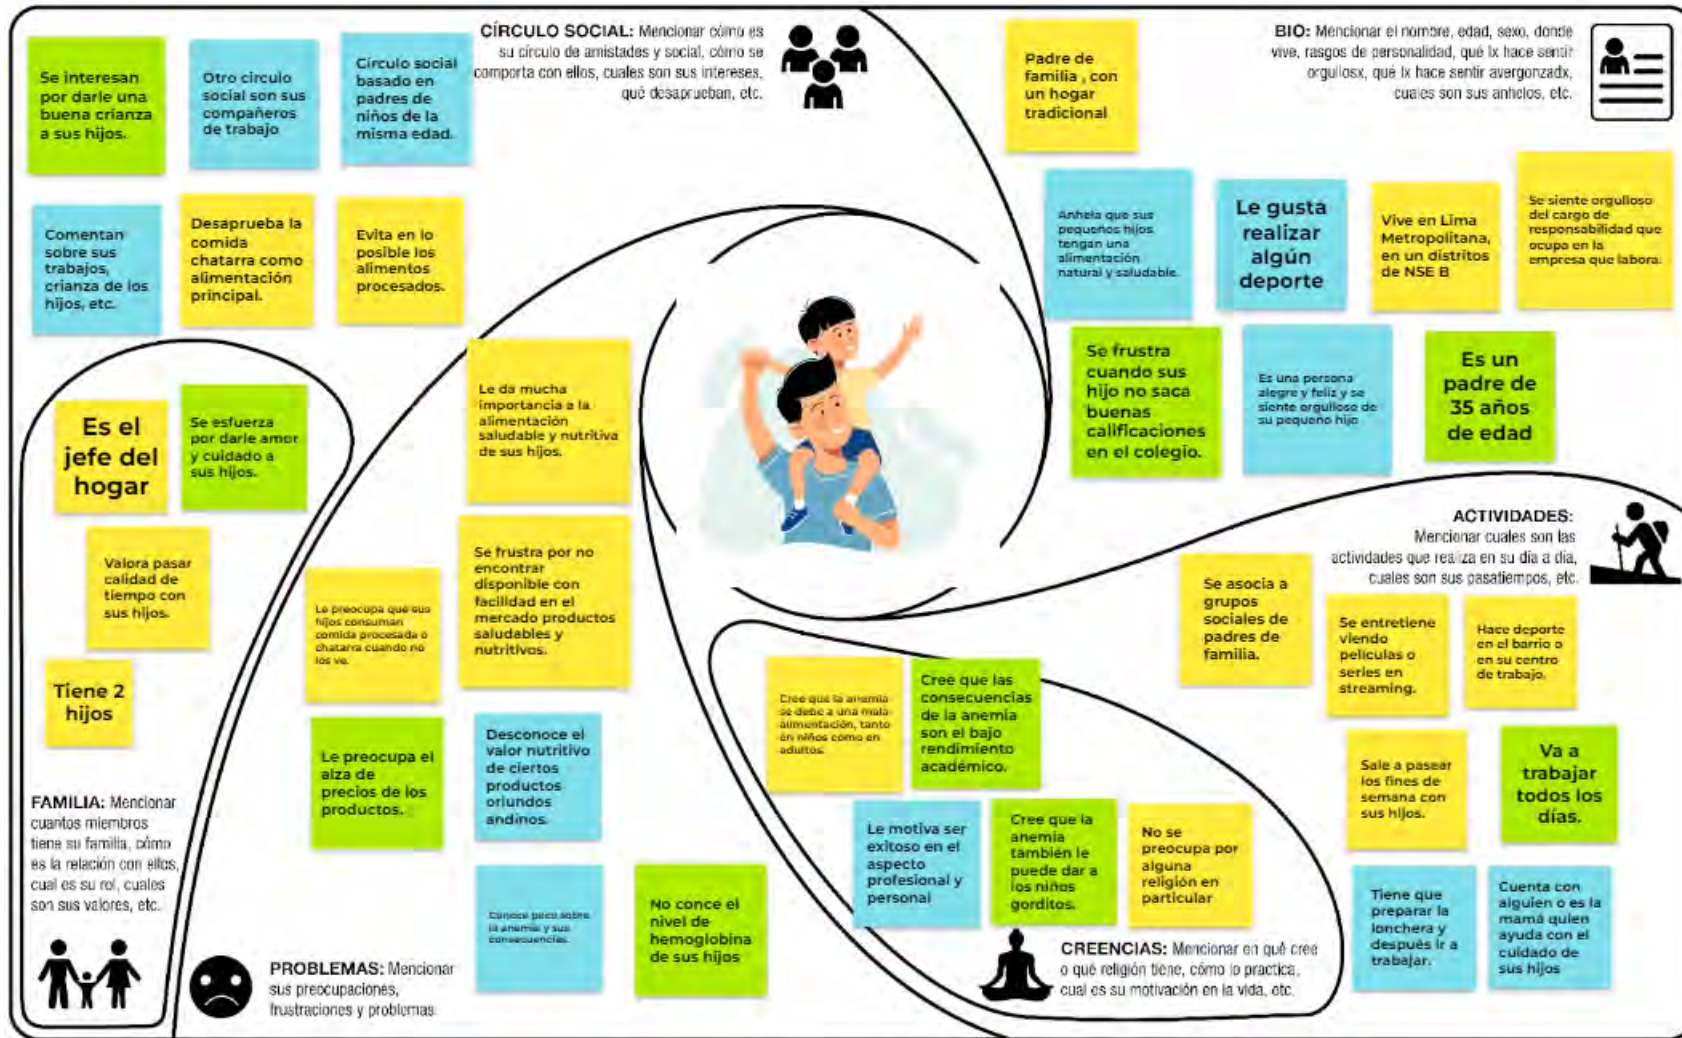 CÍRCULO SOCIAL: Mencionar cómo es
su círculo de amistades y social, cómo se
comporta con ellos, cuales son sus intereses,
qué desaprueban, etc.
Se interesan
por darle una
buena crianza
a sus hijos.
Otro circulo
social son sus
compañeros
de trabajo
Círculo social
basado en
padres de
niños de la
misma edad.
Comentan
sobre sus
trabajos,
crianza de los
hijos, etc.
Desaprueba la
comida
chatarra como
alimentación
principal.
Evita en lo
posible los
alimentos
procesados.
BIO: Mencionar el nombre, edad, sexo, donde
vive, rasgos de personalidad, qué lx hace sentir
orgullosx, qué lx hace sentir avergonzadx,
cuales son sus anhelos, etc.
Padre de
familia , con
un hogar
tradicional
Anhela que sus
pequeños hijos
tengan una
alimentación
natural y saludable.
Le gusta
realizar
algún
deporte
Vive en Lima
Metropolitana,
en un distritos
de NSE B
Se siente orgulloso
del cargo de
responsabilidad que
ocupa en la
empresa que labora.
Se frustra
cuando sus
hijo no saca
buenas
calificaciones
en el colegio.
Es una persona
alegre y feliz y se
siente orgulloso de
su pequeño hijo
Es un
padre de
35 años
de edad
Es el
jefe del
hogar
Se esfuerza
por darle amor
y cuidado a
sus hijos.
Valora pasar
calidad de
tiempo con
sus hijos.
Tiene 2
hijos
FAMILIA: Mencionar
cuantos miembros
tiene su familia, cómo
es la relación con ellos,
cual es su rol, cuales
son sus valores, etc.
Le da mucha
importancia a la
alimentación
saludable y nutritiva
de sus hijos.
Se frustra por no
encontrar
disponible con
facilidad en el
mercado productos
saludables y
nutritivos.
Le preocupa que sus
hijos consuman
comida procesada o
chatarra cuando no
los ve.
Le preocupa el
alza de
precios de los
productos.
Desconoce el
valor nutritivo
de ciertos
productos
oriundos
andinos.
Conoce poco sobre
la anemia y sus
consecuencias.
No conce el
nivel de
hemoglobina
de sus hijos
PROBLEMAS: Mencionar
sus preocupaciones,
frustraciones y problemas.
Cree que la anemia
se debe a una mala
alimentación, tanto
en niños como en
adultos.
Cree que las
consecuencias
de la anemia
son el bajo
rendimiento
académico.
Le motiva ser
exitoso en el
aspecto
profesional y
personal
Cree que la
anemia
también le
puede dar a
los niños
gorditos.
No se
preocupa por
alguna
religión en
particular
CREENCIAS: Mencionar en qué cree
o qué religión tiene, cómo lo practica,
cual es su motivación en la vida, etc.
ACTIVIDADES:
Mencionar cuales son las
actividades que realiza en su día a día,
cuales son sus pasatiempos, etc.
Se asocia a
grupos
sociales de
padres de
familia.
Se entretiene
viendo
películas o
series en
streaming.
Hace deporte
en el barrio o
en su centro
de trabajo.
Sale a pasear
los fines de
semana con
sus hijos.
Va a
trabajar
todos los
días.
Tiene que
preparar la
lonchera y
después ir a
trabajar.
Cuenta con
alguien o es la
mamá quien
ayuda con el
cuidado de
sus hijos